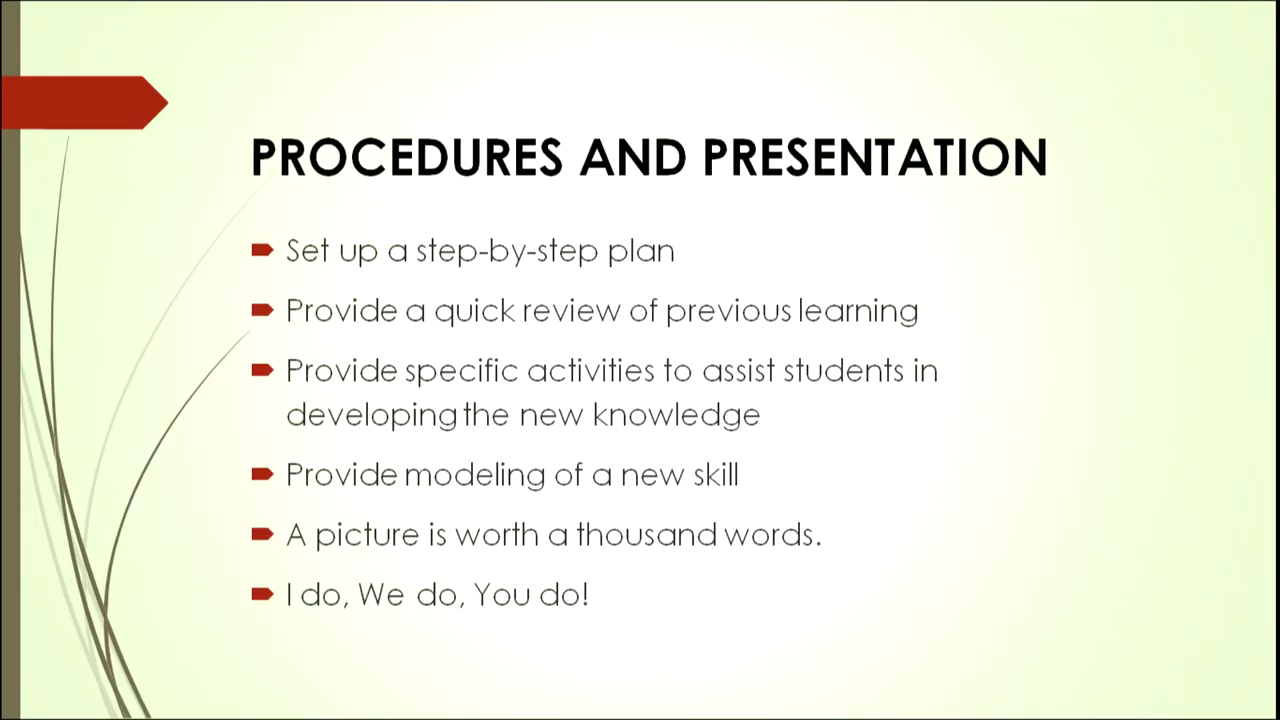 PROCEDURES AND PRESENTATION
Set up a step-by-step plan
Provide a quick review of previous learning
Provide specific activities to assist students in
developing the new knowledge
Provide modeling of a new skill
A picture is worth a thousand words.
I do, We do, You do!